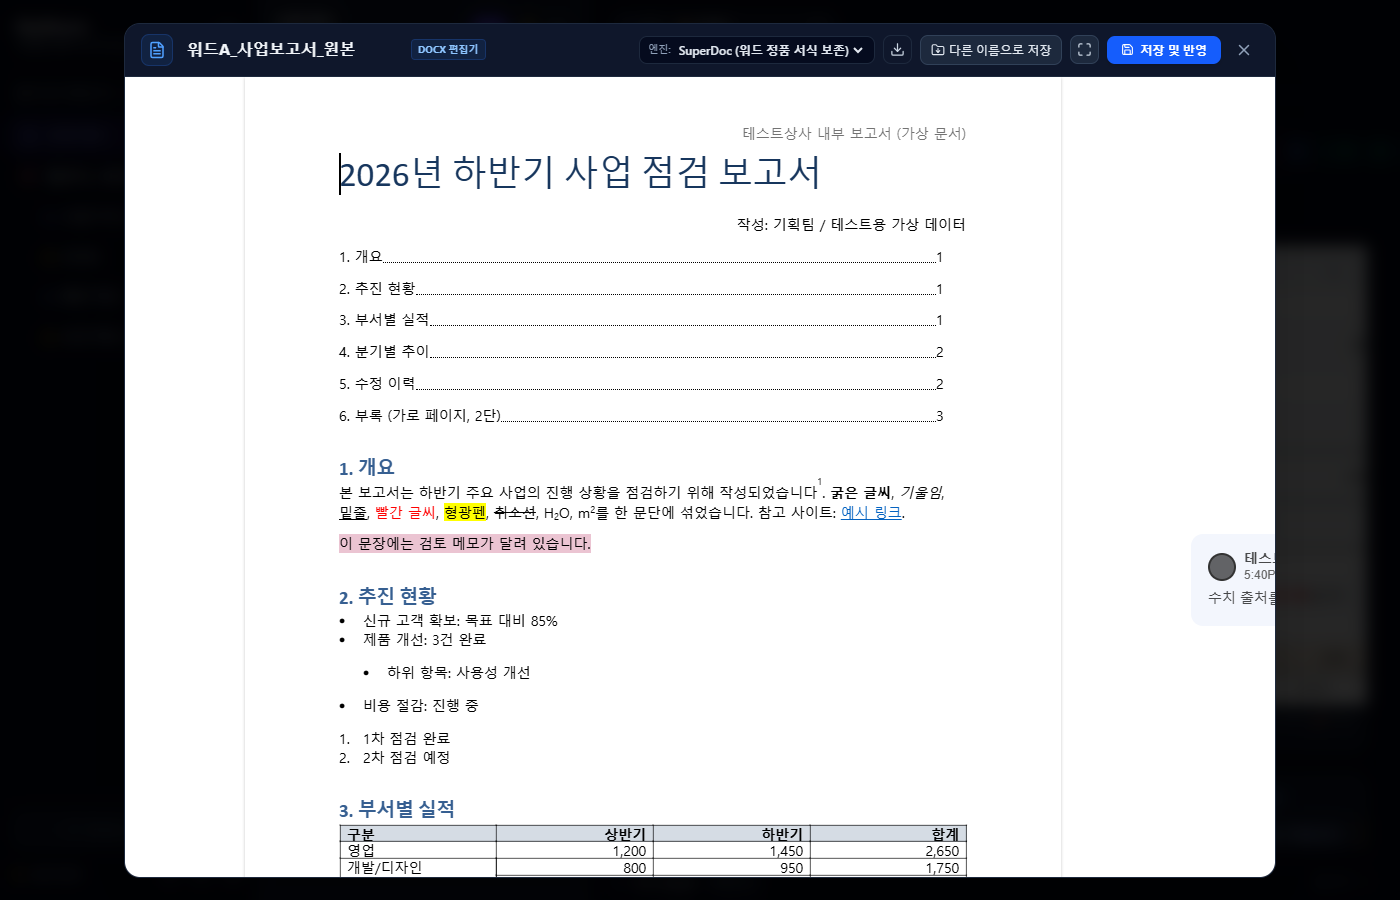 워드A_사업보고서_원본
DOCX 편집기
엔진: SuperDoc (워드 정품 서식 보존)
다른 이름으로 저장
저장 및 반영
테스트상사 내부 보고서 (가상 문서)
2026년 하반기 사업 점검 보고서
작성: 기획팀 / 테스트용 가상 데이터
1. 개요 1
2. 추진 현황 1
3. 부서별 실적 1
4. 분기별 추이 2
5. 수정 이력 2
6. 부록 (가로 페이지, 2단) 3
1. 개요
본 보고서는 하반기 주요 사업의 진행 상황을 점검하기 위해 작성되었습니다¹. 굵은 글씨, 기울임,
밑줄, 빨간 글씨, 형광펜, 취소선, H₂O, m²를 한 문단에 섞었습니다. 참고 사이트: 예시 링크.
이 문장에는 검토 메모가 달려 있습니다.
테스
5:40P
수치 출처를
2. 추진 현황
• 신규 고객 확보: 목표 대비 85%
• 제품 개선: 3건 완료
• 하위 항목: 사용성 개선
• 비용 절감: 진행 중
1. 1차 점검 완료
2. 2차 점검 예정
3. 부서별 실적
구분 상반기 하반기 합계
영업 1,200 1,450 2,650
개발/디자인 800 950 1,750